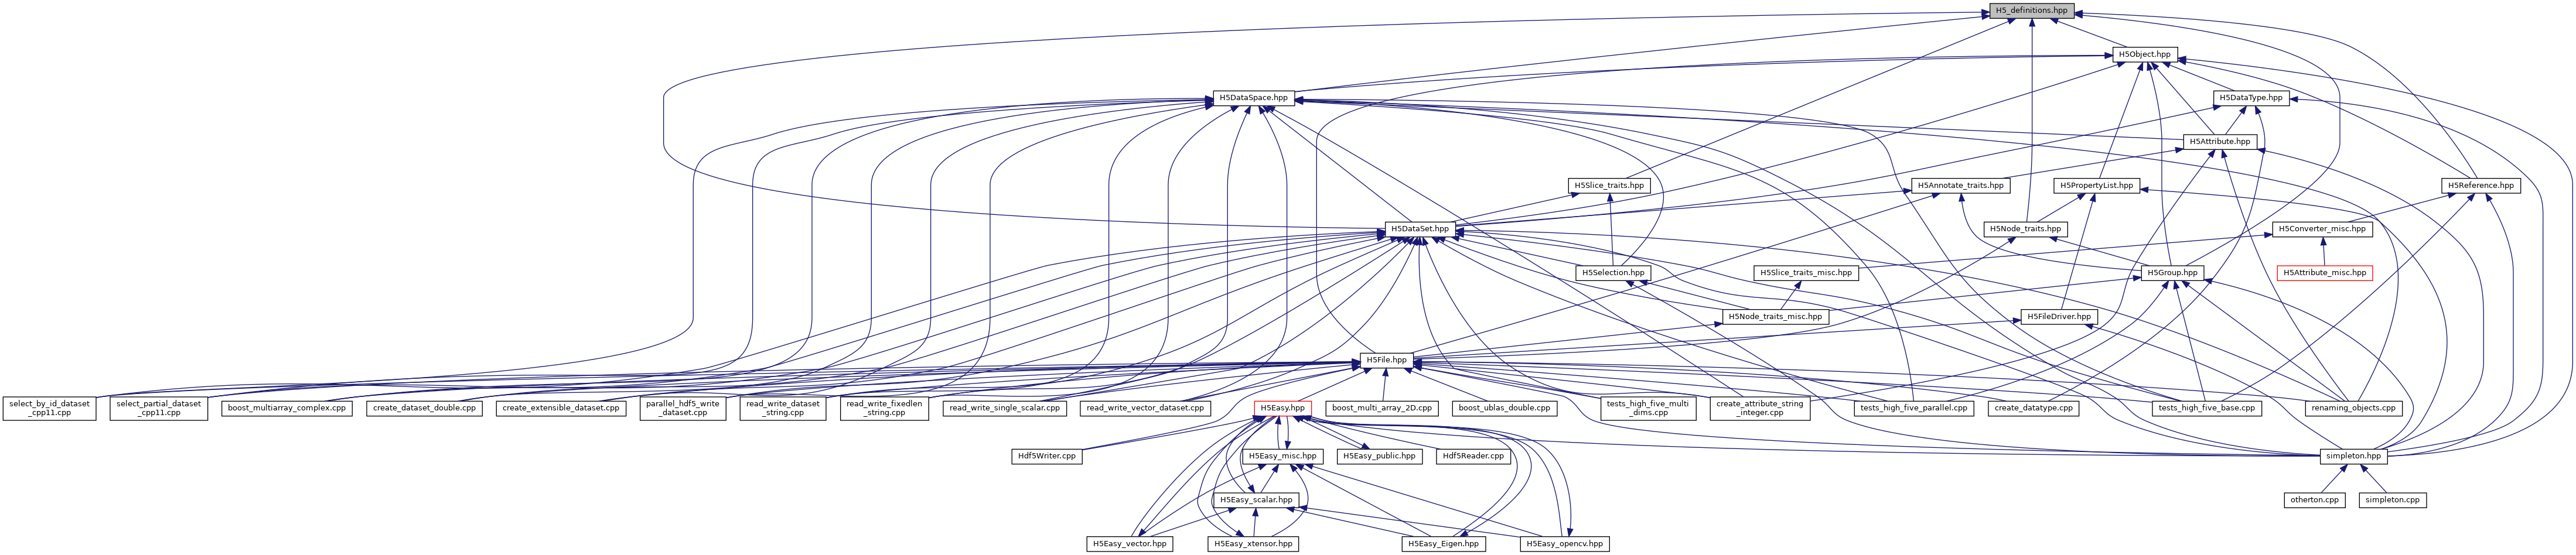 H5_definitions.hpp
H5Object.hpp
H5DataSpace.hpp
H5DataType.hpp
H5Attribute.hpp
H5Slice_traits.hpp
H5Annotate_traits.hpp
H5PropertyList.hpp
H5Reference.hpp
H5DataSet.hpp
H5Node_traits.hpp
H5Converter_misc.hpp
H5Selection.hpp
H5Slice_traits_misc.hpp
H5Group.hpp
H5Attribute_misc.hpp
H5Node_traits_misc.hpp
H5FileDriver.hpp
H5File.hpp
select_by_id_dataset
_cpp11.cpp
select_partial_dataset
_cpp11.cpp
boost_multiarray_complex.cpp
create_dataset_double.cpp
create_extensible_dataset.cpp
parallel_hdf5_write
_dataset.cpp
read_write_dataset
_string.cpp
read_write_fixedlen
_string.cpp
read_write_single_scalar.cpp
read_write_vector_dataset.cpp
H5Easy.hpp
boost_multi_array_2D.cpp
boost_ublas_double.cpp
tests_high_five_multi
_dims.cpp
create_attribute_string
_integer.cpp
tests_high_five_parallel.cpp
create_datatype.cpp
tests_high_five_base.cpp
renaming_objects.cpp
Hdf5Writer.cpp
H5Easy_misc.hpp
H5Easy_public.hpp
Hdf5Reader.cpp
simpleton.hpp
H5Easy_scalar.hpp
otherton.cpp
simpleton.cpp
H5Easy_vector.hpp
H5Easy_xtensor.hpp
H5Easy_Eigen.hpp
H5Easy_opencv.hpp